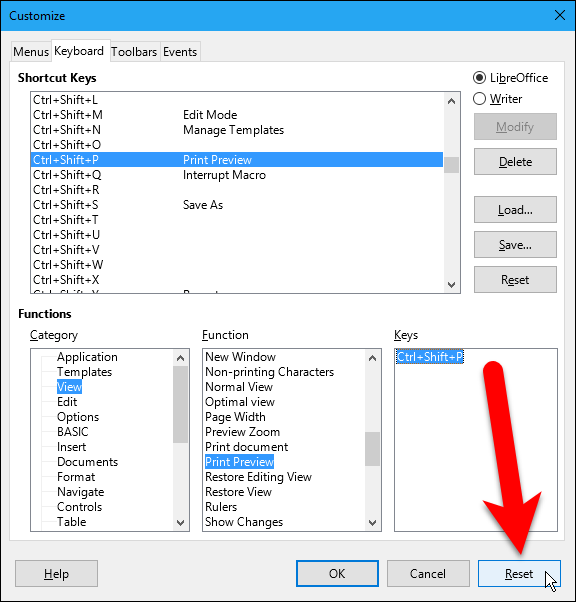 Customize
Menus Keyboard Toolbars Events
Shortcut Keys
LibreOffice
Writer
Ctrl+Shift+L
Ctrl+Shift+M Edit Mode
Ctrl+Shift+N Manage Templates
Ctrl+Shift+O
Ctrl+Shift+P Print Preview
Ctrl+Shift+Q Interrupt Macro
Ctrl+Shift+R
Ctrl+Shift+S Save As
Ctrl+Shift+T
Ctrl+Shift+U
Ctrl+Shift+V
Ctrl+Shift+W
Ctrl+Shift+X
Modify
Delete
Load...
Save...
Reset
Functions
Category
Application
Templates
View
Edit
Options
BASIC
Insert
Documents
Format
Navigate
Controls
Table
Function
New Window
Non-printing Characters
Normal View
Optimal view
Page Width
Preview Zoom
Print document
Print Preview
Restore Editing View
Restore View
Rulers
Show Changes
Keys
Ctrl+Shift+P
Help OK Cancel Reset